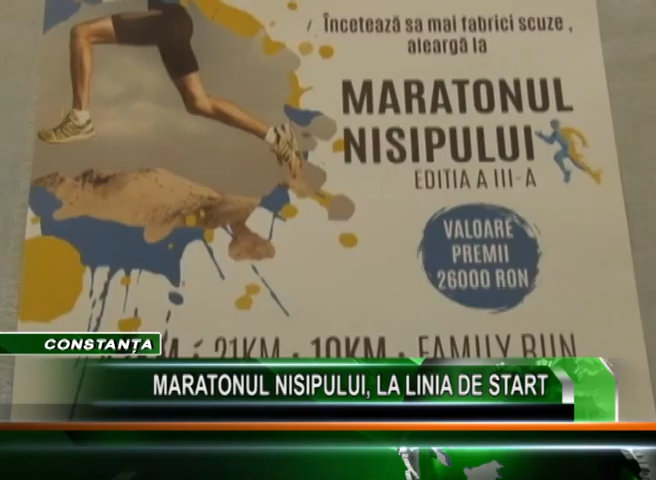 Încetează sa mai fabrici scuze,
aleargă la
MARATONUL
NISIPULUI
EDITIA A III-A
VALOARE
PREMII
26000 RON
21KM • 10KM • FAMILY RUN
CONSTANȚA
MARATONUL NISIPULUI, LA LINIA DE START